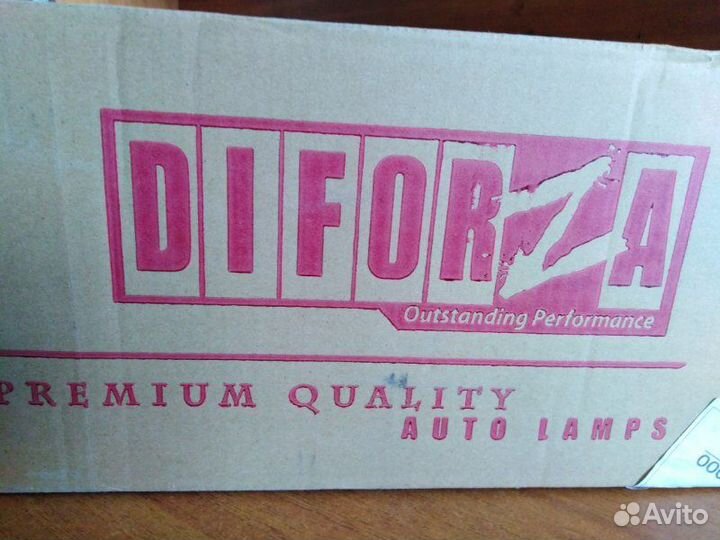 DIFORZA
Outstanding Performance
PREMIUM QUALITY
AUTO LAMPS
Avito